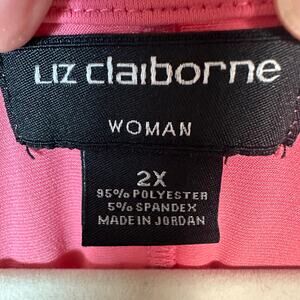 LIZ claiborne
WOMAN
2X
95% POLYESTER
5% SPANDEX
MADE IN JORDAN